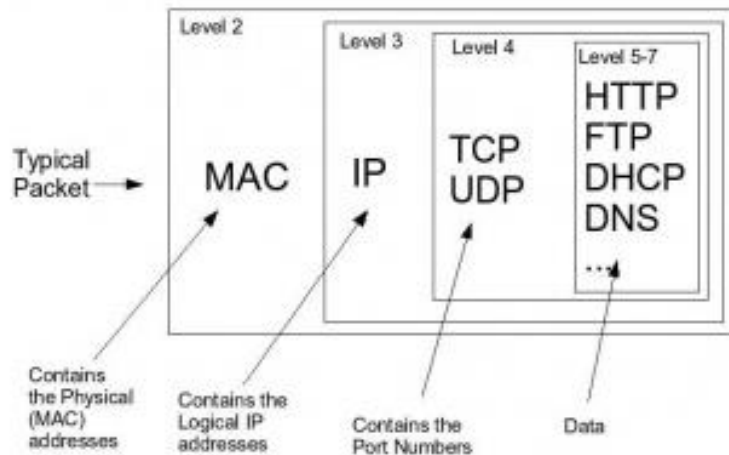 Level 2
Level 3
Level 4
Level 5-7
HTTP
FTP
DHCP
DNS
...
TCP
UDP
IP
MAC
Typical
Packet
Contains
the Physical
(MAC)
addresses
Contains the
Logical IP
addresses
Contains the
Port Numbers
Data